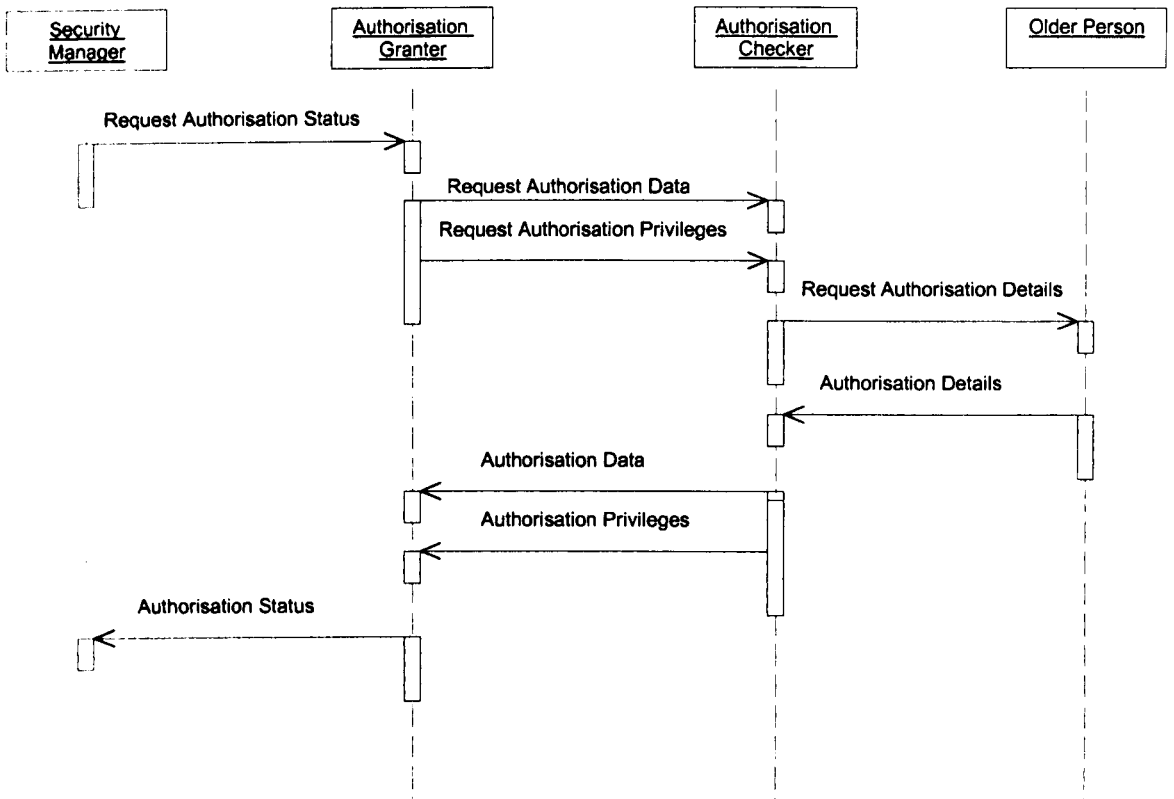 Security
Manager
Authorisation
Granter
Authorisation
Checker
Older Person
Request Authorisation Status
Request Authorisation Data
Request Authorisation Privileges
Request Authorisation Details
Authorisation Details
Authorisation Data
Authorisation Privileges
Authorisation Status